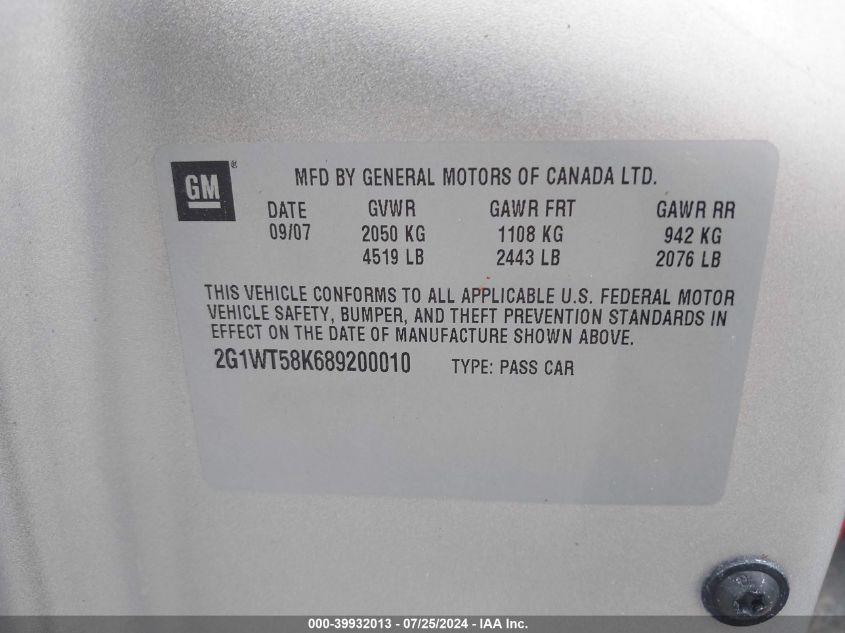 GM®
MFD BY GENERAL MOTORS OF CANADA LTD.
DATE GVWR GAWR FRT GAWR RR
09/07 2050 KG 1108 KG 942 KG
4519 LB 2443 LB 2076 LB
THIS VEHICLE CONFORMS TO ALL APPLICABLE U.S. FEDERAL MOTOR
VEHICLE SAFETY, BUMPER, AND THEFT PREVENTION STANDARDS IN
EFFECT ON THE DATE OF MANUFACTURE SHOWN ABOVE.
2G1WT58K689200010 TYPE: PASS CAR
000-39932013 - 07/25/2024 - IAA Inc.